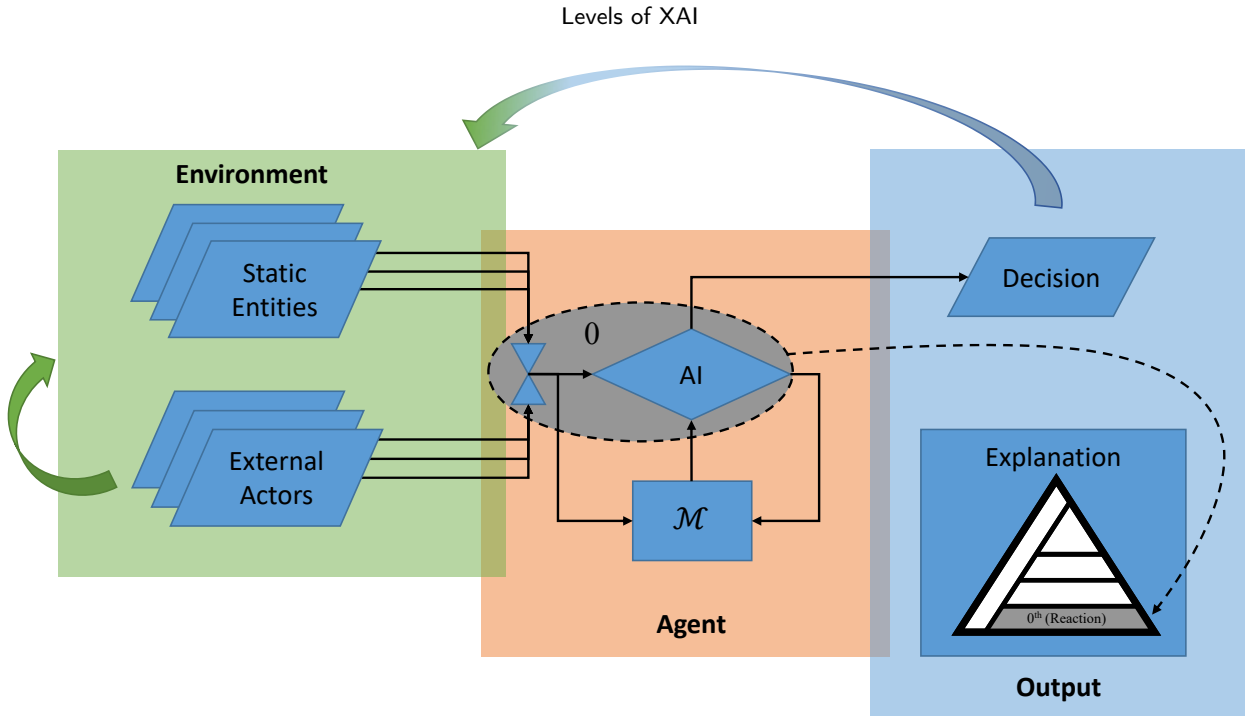 Levels of XAI
Environment
Static
Entities
External
Actors
0
AI
ℳ
Agent
Decision
Explanation
0th (Reaction)
Output